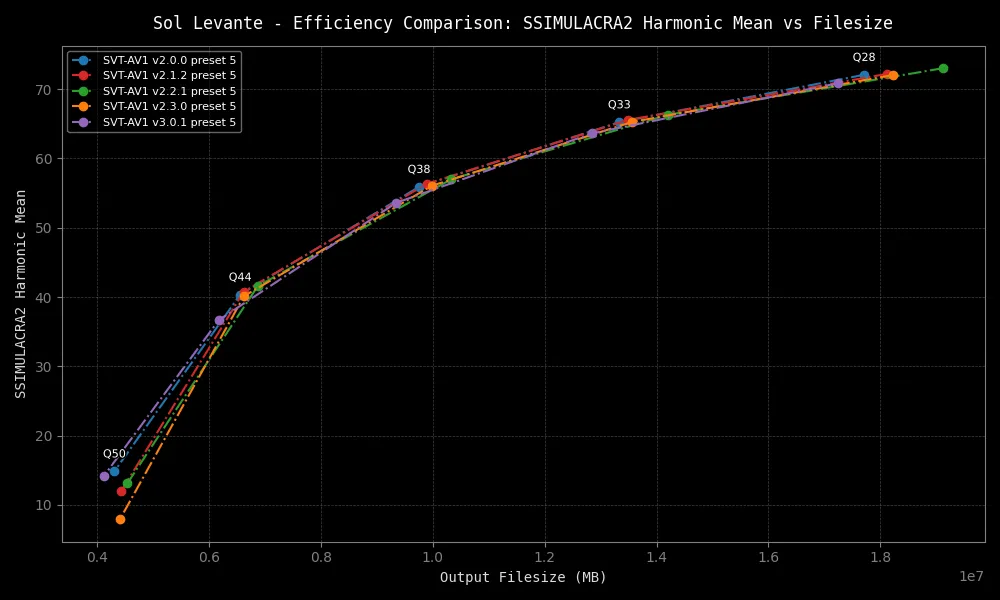 Sol Levante - Efficiency Comparison: SSIMULACRA2 Harmonic Mean vs Filesize
SVT-AV1 v2.0.0 preset 5
SVT-AV1 v2.1.2 preset 5
SVT-AV1 v2.2.1 preset 5
SVT-AV1 v2.3.0 preset 5
SVT-AV1 v3.0.1 preset 5
Q28
Q33
Q38
Q44
Q50
SSIMULACRA2 Harmonic Mean
70
60
50
40
30
20
10
0.4 0.6 0.8 1.0 1.2 1.4 1.6 1.8
1e7
Output Filesize (MB)